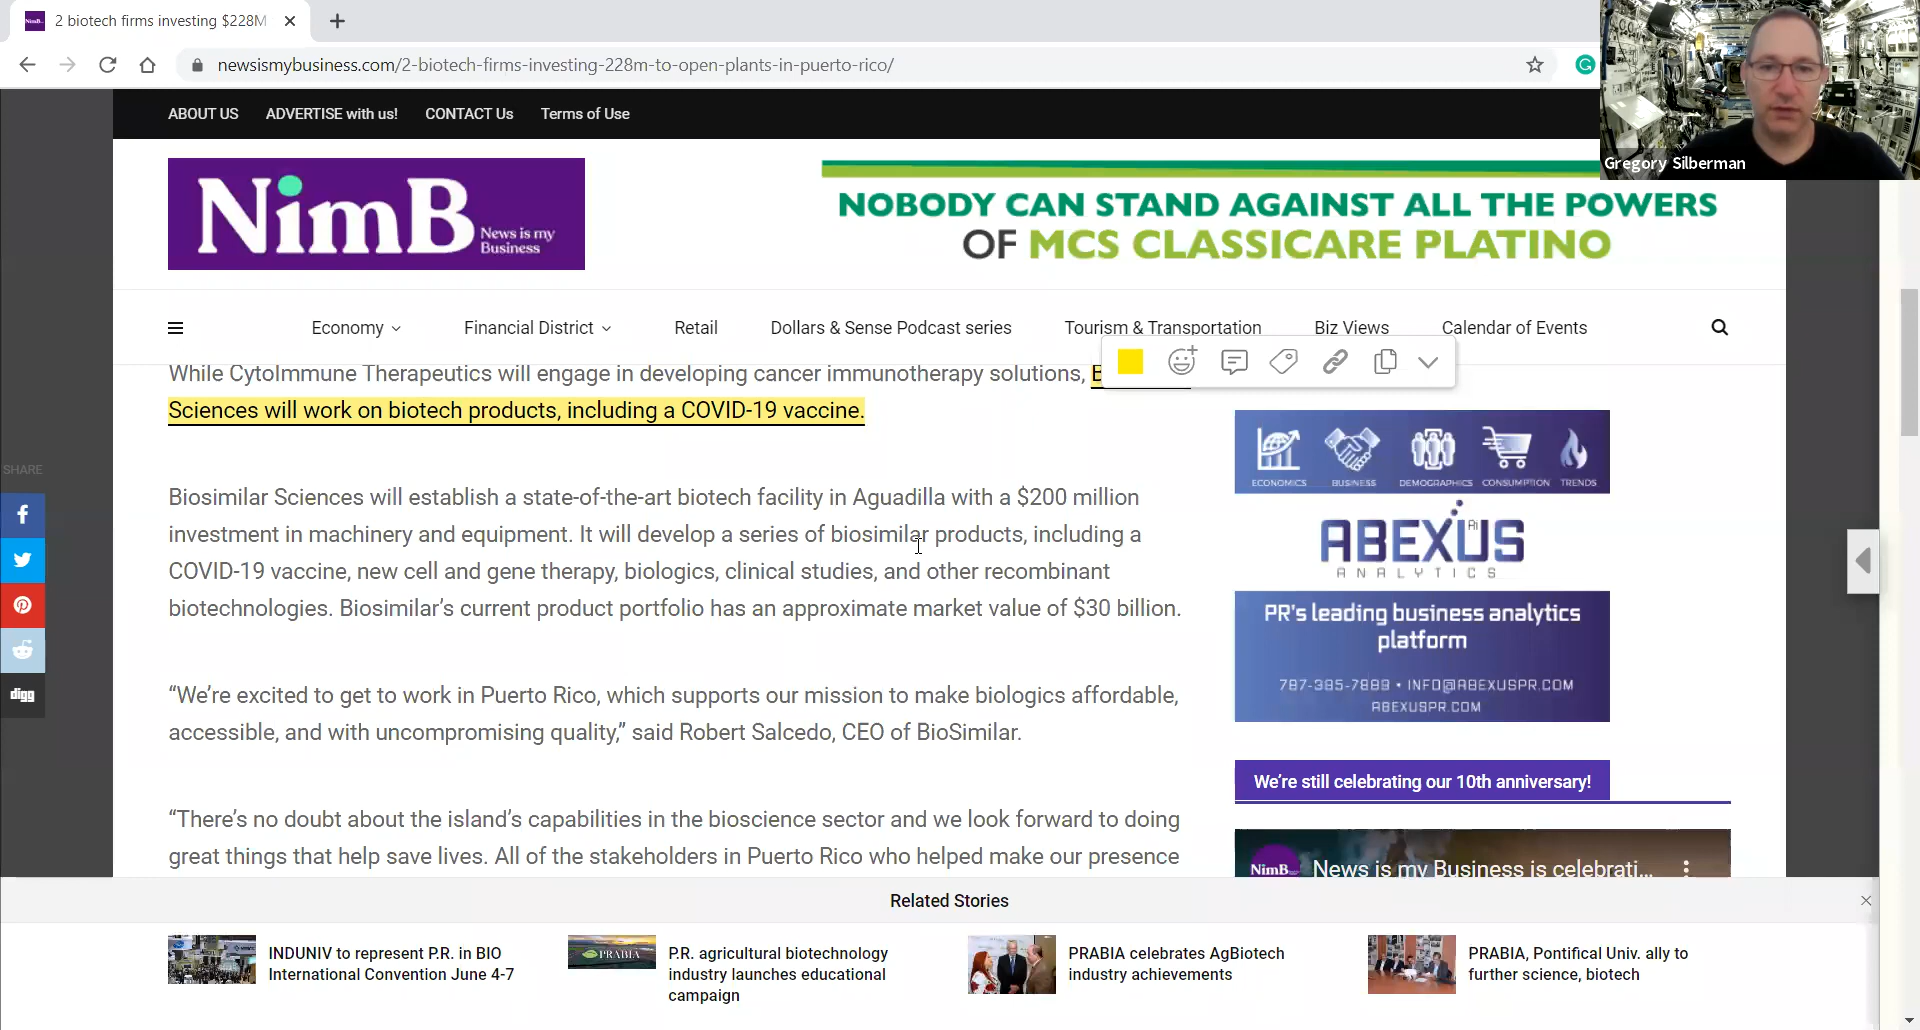 2 biotech firms investing $228M
newsismybusiness.com/2-biotech-firms-investing-228m-to-open-plants-in-puerto-rico/
Gregory Silberman
ABOUT US ADVERTISE with us! CONTACT Us Terms of Use
NimB
News is my
Business
NOBODY CAN STAND AGAINST ALL THE POWERS
OF MCS CLASSICARE PLATINO
Economy Financial District Retail Dollars & Sense Podcast series Tourism & Transportation Biz Views Calendar of Events
While CytoImmune Therapeutics will engage in developing cancer immunotherapy solutions,
Sciences will work on biotech products, including a COVID-19 vaccine.
Biosimilar Sciences will establish a state-of-the-art biotech facility in Aguadilla with a $200 million
investment in machinery and equipment. It will develop a series of biosimilar products, including a
COVID-19 vaccine, new cell and gene therapy, biologics, clinical studies, and other recombinant
biotechnologies. Biosimilar's current product portfolio has an approximate market value of $30 billion.
“We’re excited to get to work in Puerto Rico, which supports our mission to make biologics affordable,
accessible, and with uncompromising quality,” said Robert Salcedo, CEO of BioSimilar.
“There’s no doubt about the island’s capabilities in the bioscience sector and we look forward to doing
great things that help save lives. All of the stakeholders in Puerto Rico who helped make our presence
SHARE
digg
ECONOMICS BUSINESS DEMOGRAPHICS CONSUMPTION TRENDS
ABEXUS
ANALYTICS
PR's leading business analytics
platform
787-385-7889 • INFO@ABEXUSPR.COM
ABEXUSPR.COM
We’re still celebrating our 10th anniversary!
NimB
News is my Business is celebrati...
Related Stories
INDUNIV to represent P.R. in BIO
International Convention June 4-7
PRABIA
P.R. agricultural biotechnology
industry launches educational
campaign
PRABIA celebrates AgBiotech
industry achievements
PRABIA, Pontifical Univ. ally to
further science, biotech